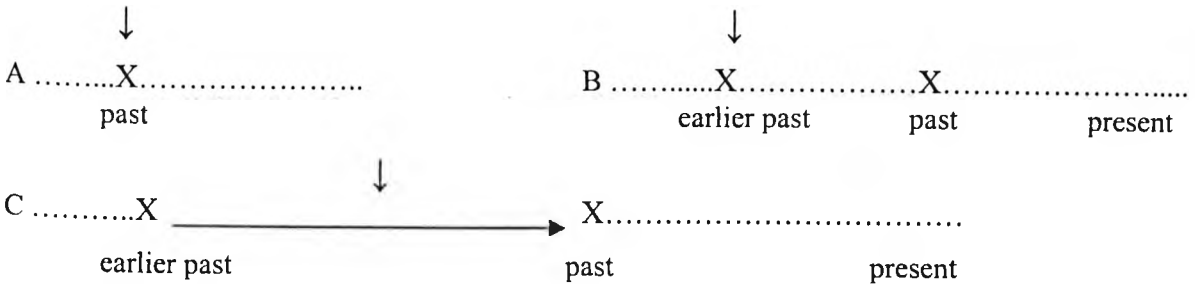 A .........X.......................
past
B ............X....................X..........................
earlier past past present
C ...........X X...................................
earlier past past present